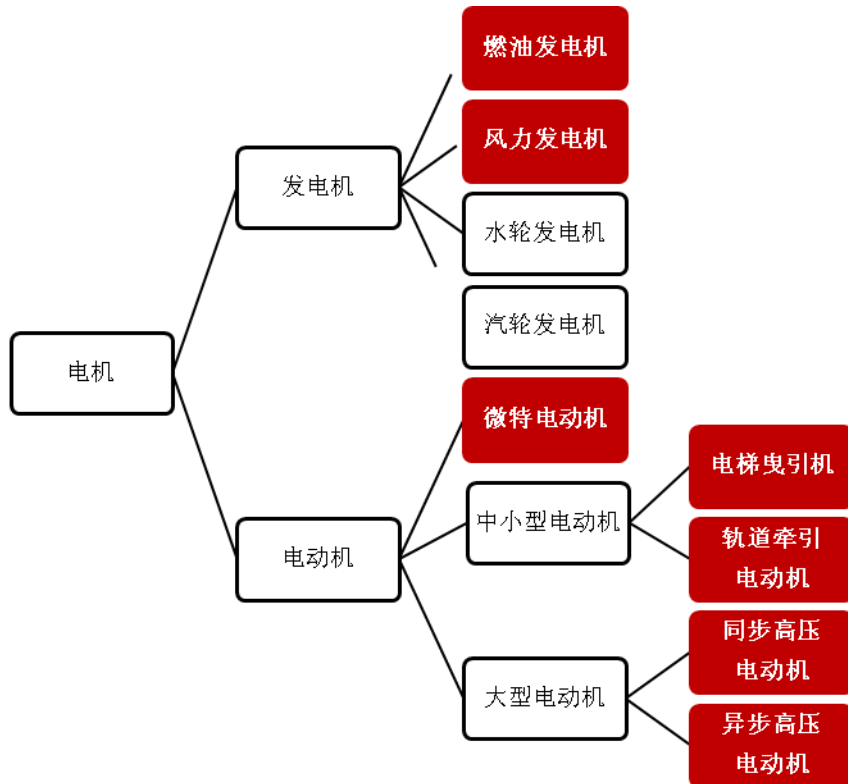 燃油发电机
风力发电机
发电机
水轮发电机
汽轮发电机
电机
微特电动机
电梯曳引机
中小型电动机
轨道牵引
电动机
电动机
同步高压
电动机
大型电动机
异步高压
电动机